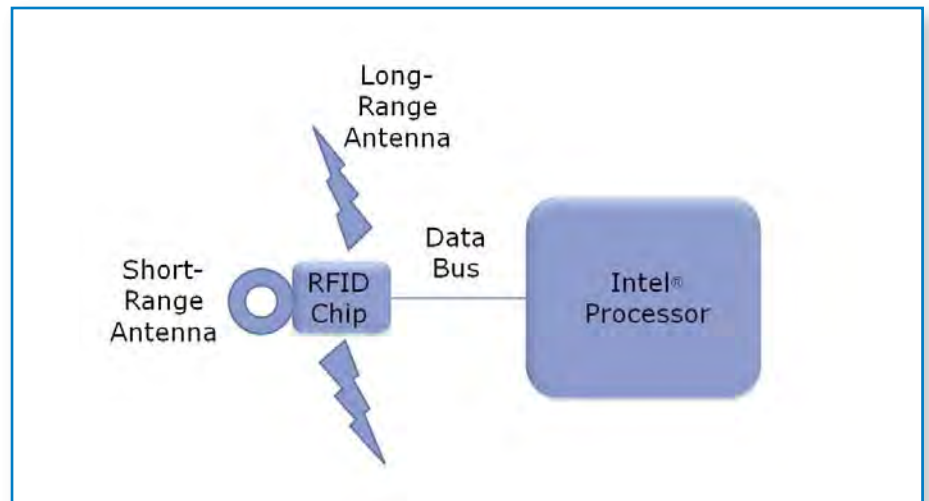 Long-
Range
Antenna
Data
Bus
Short-
Range
Antenna
RFID
Chip
Intel®
Processor